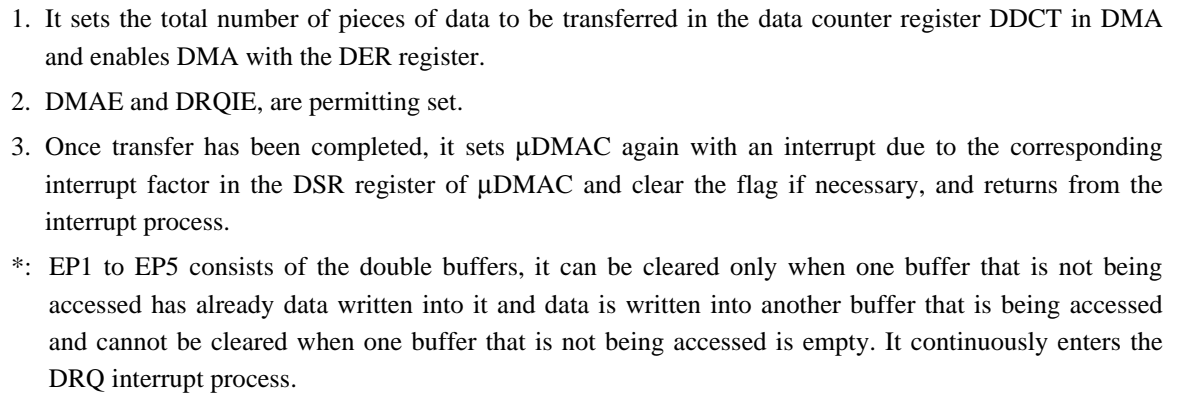 1. It sets the total number of pieces of data to be transferred in the data counter register DDCT in DMA
and enables DMA with the DER register.
2. DMAE and DRQIE, are permitting set.
3. Once transfer has been completed, it sets μDMAC again with an interrupt due to the corresponding
interrupt factor in the DSR register of μDMAC and clear the flag if necessary, and returns from the
interrupt process.
*: EP1 to EP5 consists of the double buffers, it can be cleared only when one buffer that is not being
accessed has already data written into it and data is written into another buffer that is being accessed
and cannot be cleared when one buffer that is not being accessed is empty. It continuously enters the
DRQ interrupt process.